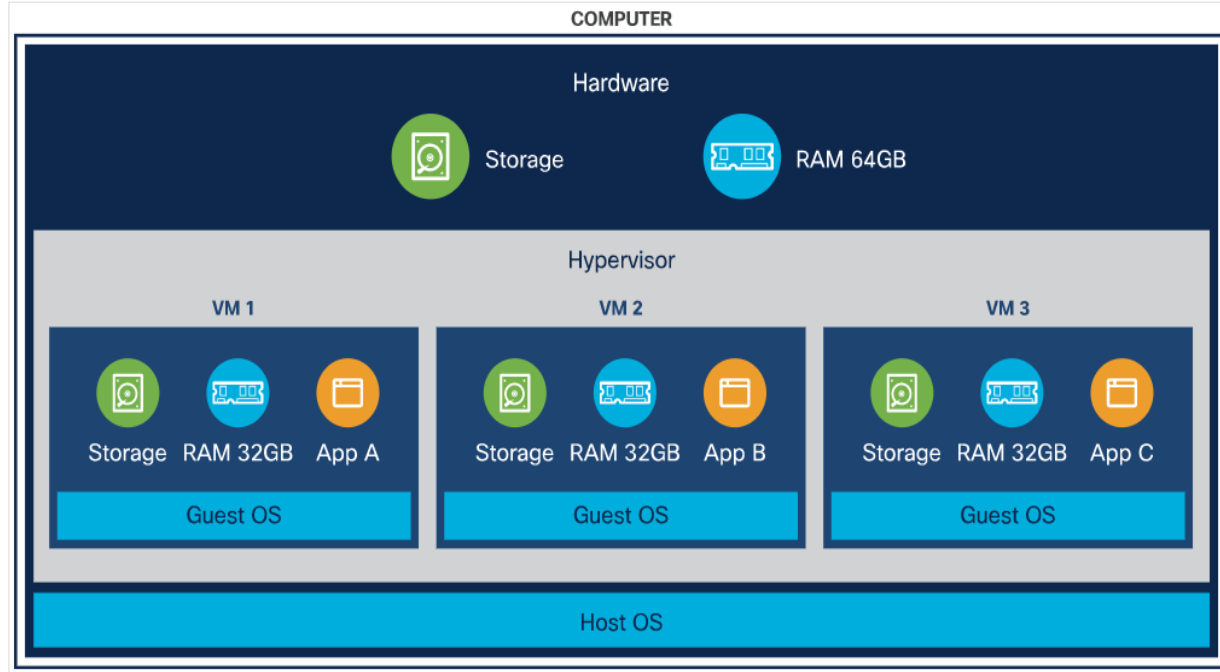 COMPUTER
Hardware
Storage
RAM 64GB
Hypervisor
VM 1
VM 2
VM 3
Storage RAM 32GB App A
Storage RAM 32GB App B
Storage RAM 32GB App C
Guest OS
Guest OS
Guest OS
Host OS